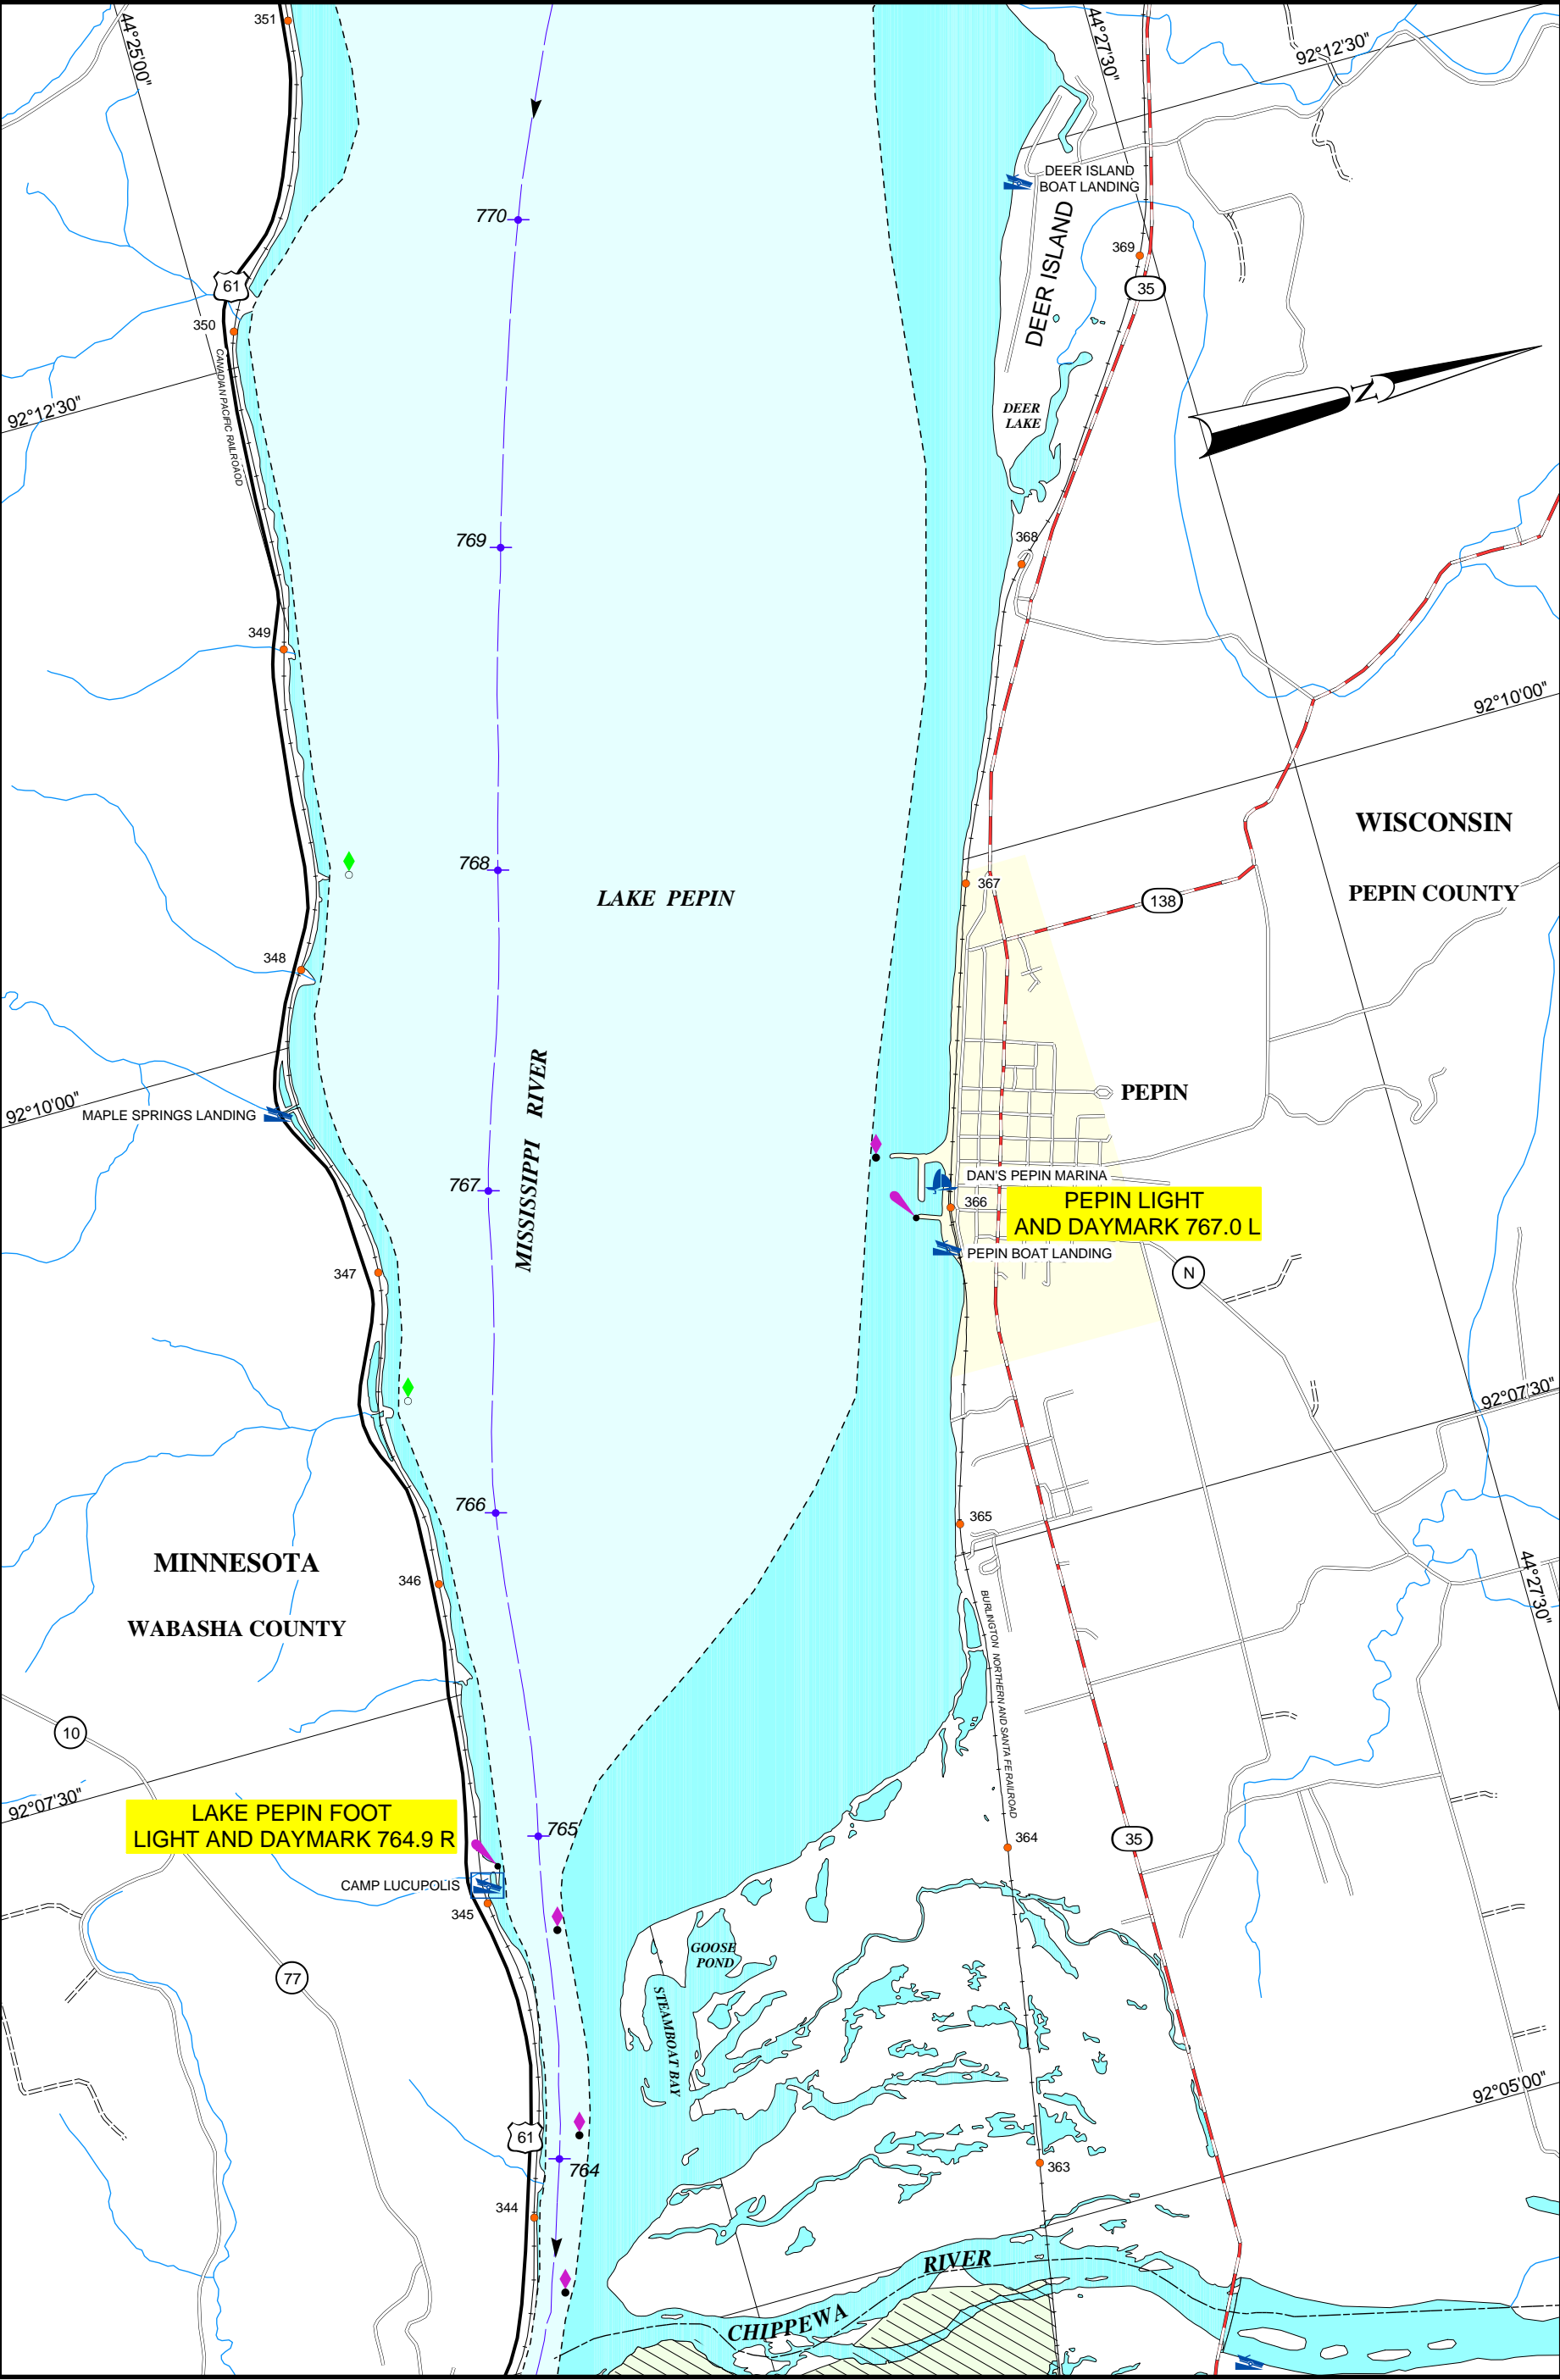 351
44°25'00"
44°27'30"
92°12'30"
DEER ISLAND
BOAT LANDING
770
DEER ISLAND
369
61
35
350
CANADIAN PACIFIC RAILROAOD
92°12'30"
DEER
LAKE
N
769
368
349
92°10'00"
WISCONSIN
768
367
138
PEPIN COUNTY
LAKE PEPIN
348
MISSISSIPPI RIVER
92°10'00"
MAPLE SPRINGS LANDING
PEPIN
767
DAN'S PEPIN MARINA
366
PEPIN LIGHT
AND DAYMARK 767.0 L
PEPIN BOAT LANDING
347
N
92°07'30"
766
365
MINNESOTA
346
44°27'30"
WABASHA COUNTY
BURLINGTON NORTHERN AND SANTA FE RAILROAD
10
92°07'30"
LAKE PEPIN FOOT
LIGHT AND DAYMARK 764.9 R
765
364
35
CAMP LUCUPOLIS
345
GOOSE
POND
77
STEAMBOAT BAY
92°05'00"
61
764
363
344
CHIPPEWA RIVER